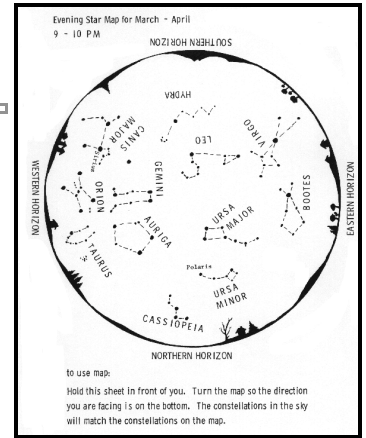 Evening Star Map for March - April
9 - 10 PM
SOUTHERN HORIZON
HYDRA
CANIS
MAJOR
Sirius
LEO
VIRGO
GEMINI
ORION
WESTERN HORIZON
EASTERN HORIZON
BOOTES
URSA
MAJOR
AURIGA
TAURUS
Polaris
URSA
MINOR
CASSIOPEIA
NORTHERN HORIZON
to use map:
Hold this sheet in front of you. Turn the map so the direction
you are facing is on the bottom. The constellations in the sky
will match the constellations on the map.